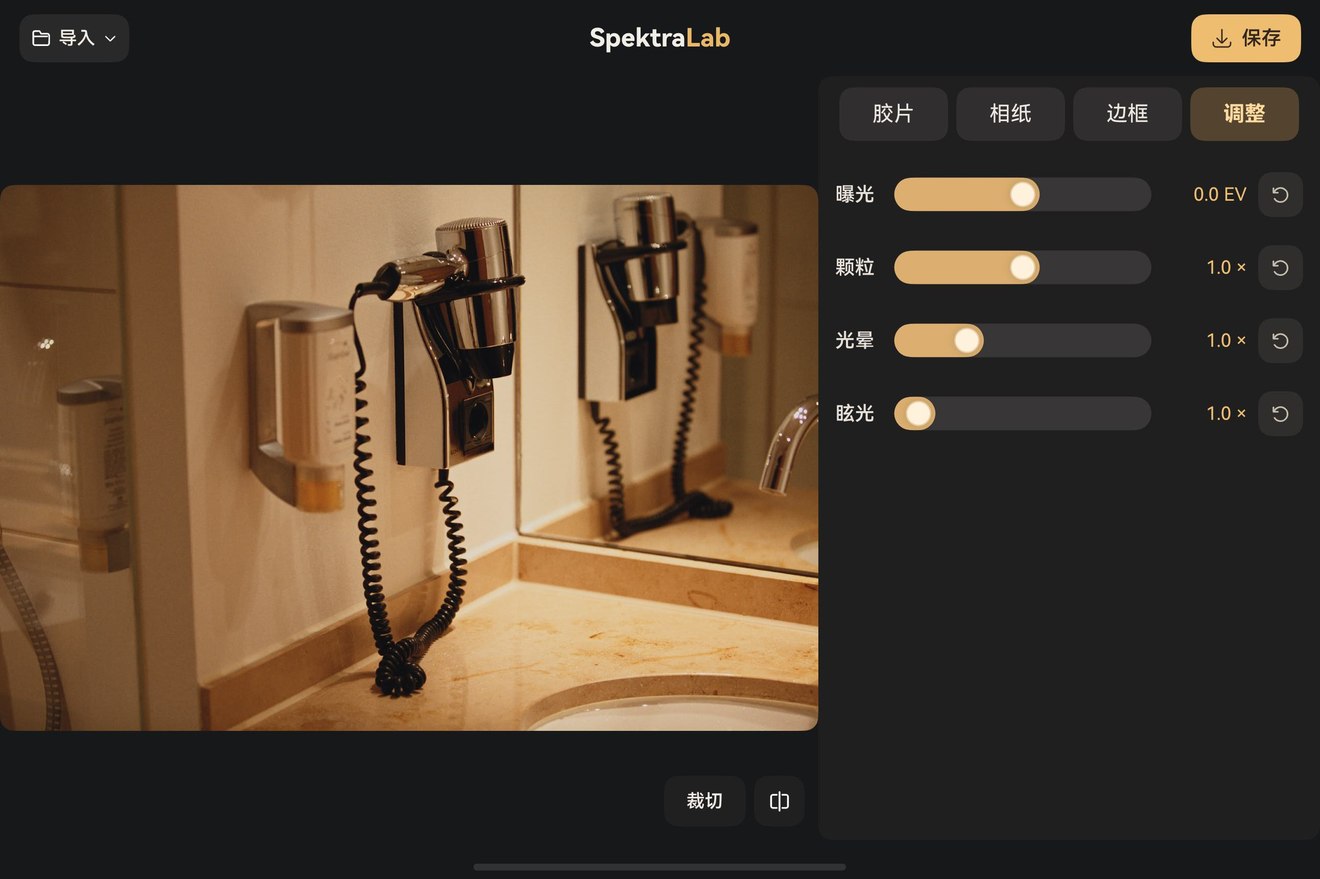 导入
SpektraLab
保存
胶片
相纸
边框
调整
曝光 0.0 EV
颗粒 1.0 ×
光晕 1.0 ×
眩光 1.0 ×
裁切